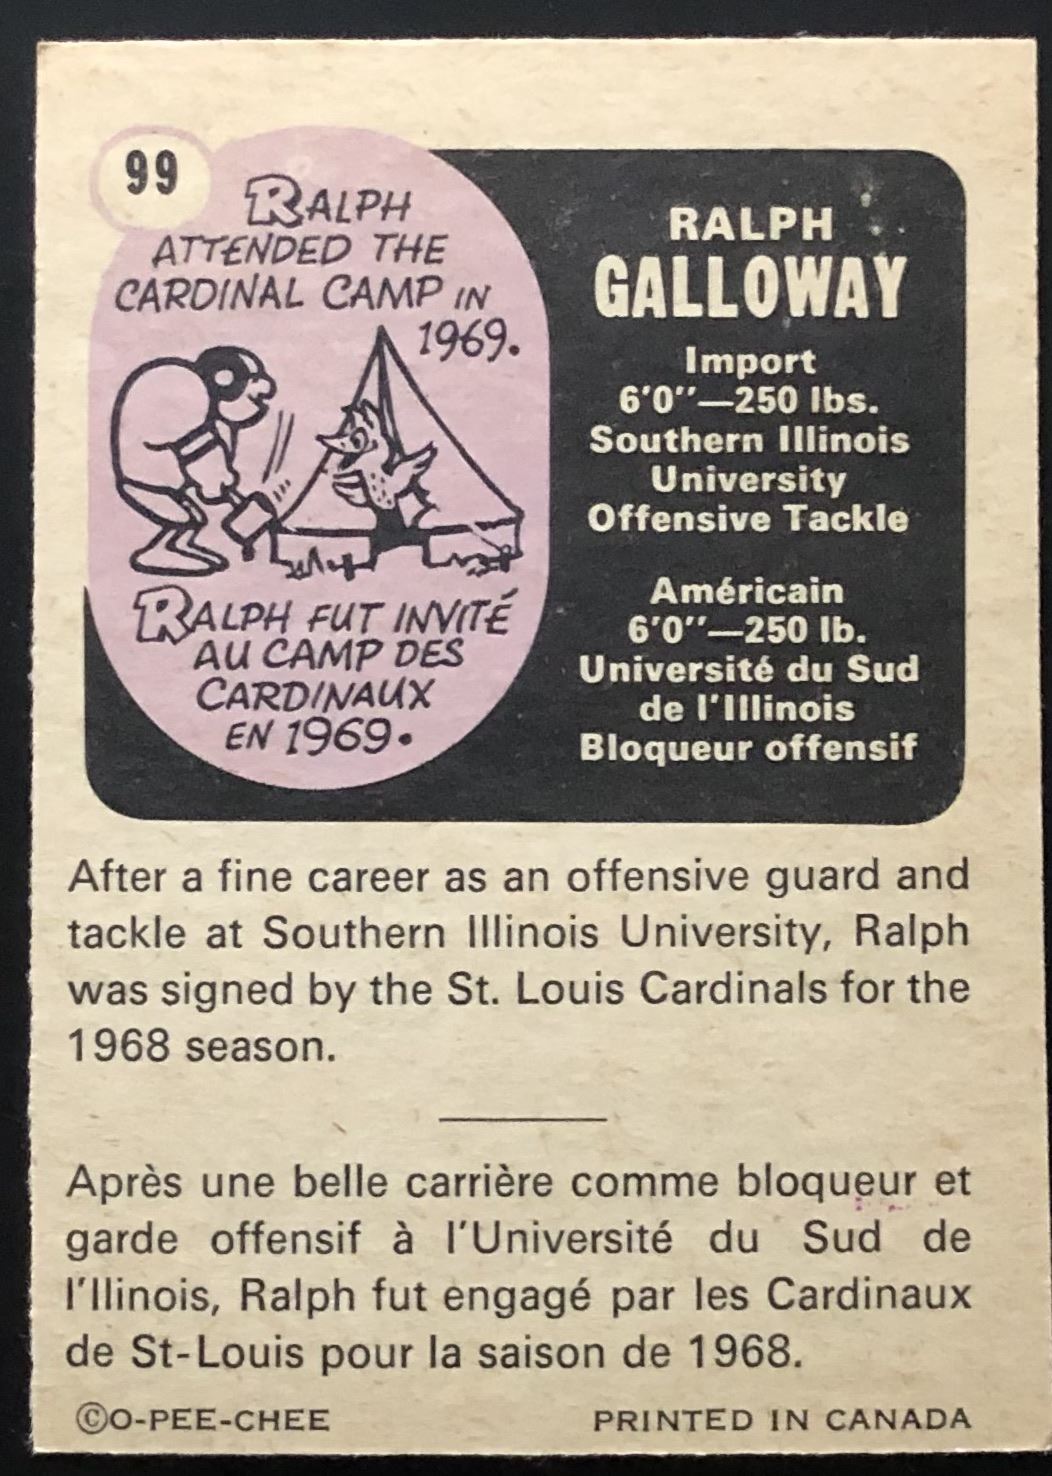 99
RALPH
ATTENDED THE
CARDINAL CAMP IN
1969.
RALPH FUT INVITÉ
AU CAMP DES
CARDINAUX
EN 1969.
RALPH
GALLOWAY
Import
6'0"—250 lbs.
Southern Illinois
University
Offensive Tackle
Américain
6'0"—250 lb.
Université du Sud
de l'Illinois
Bloqueur offensif
After a fine career as an offensive guard and
tackle at Southern Illinois University, Ralph
was signed by the St. Louis Cardinals for the
1968 season.
Après une belle carrière comme bloqueur et
garde offensif à l'Université du Sud de
l'Ilinois, Ralph fut engagé par les Cardinaux
de St-Louis pour la saison de 1968.
©O-PEE-CHEE
PRINTED IN CANADA